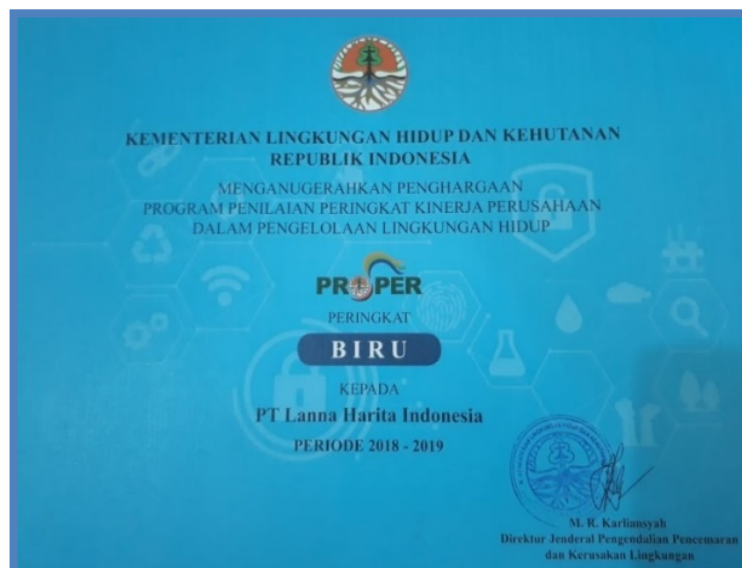 KEMENTERIAN LINGKUNGAN HIDUP DAN KEHUTANAN
REPUBLIK INDONESIA
MENGANUGERAHKAN PENGHARGAAN
PROGRAM PENILAIAN PERINGKAT KINERJA PERUSAHAAN
DALAM PENGELOLAAN LINGKUNGAN HIDUP
PROPER
PERINGKAT
BIRU
KEPADA
PT Lanna Harita Indonesia
PERIODE 2018 - 2019
M. R. Karliansyah
Direktur Jenderal Pengendalian Pencemaran
dan Kerusakan Lingkungan